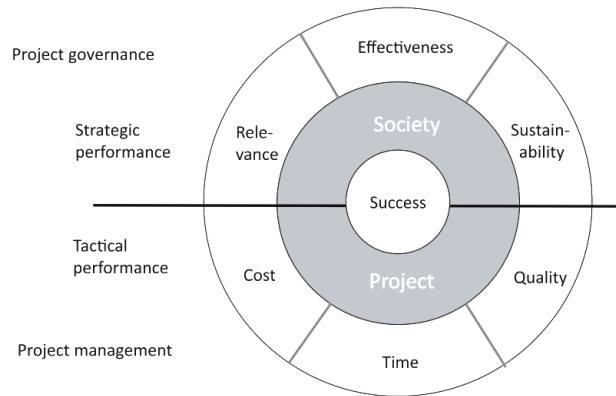 Project governance
Effectiveness
Strategic
performance
Rele-
vance
Society
Sustain-
ability
Success
Tactical
performance
Cost
Project
Quality
Project management
Time